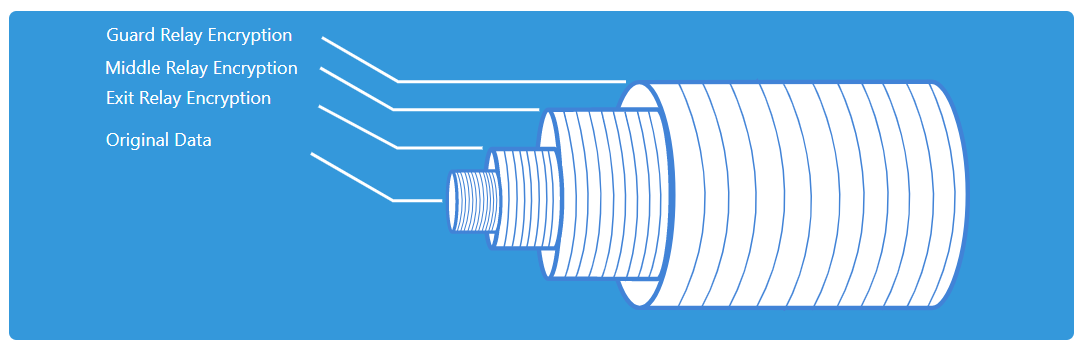 Guard Relay Encryption
Middle Relay Encryption
Exit Relay Encryption
Original Data